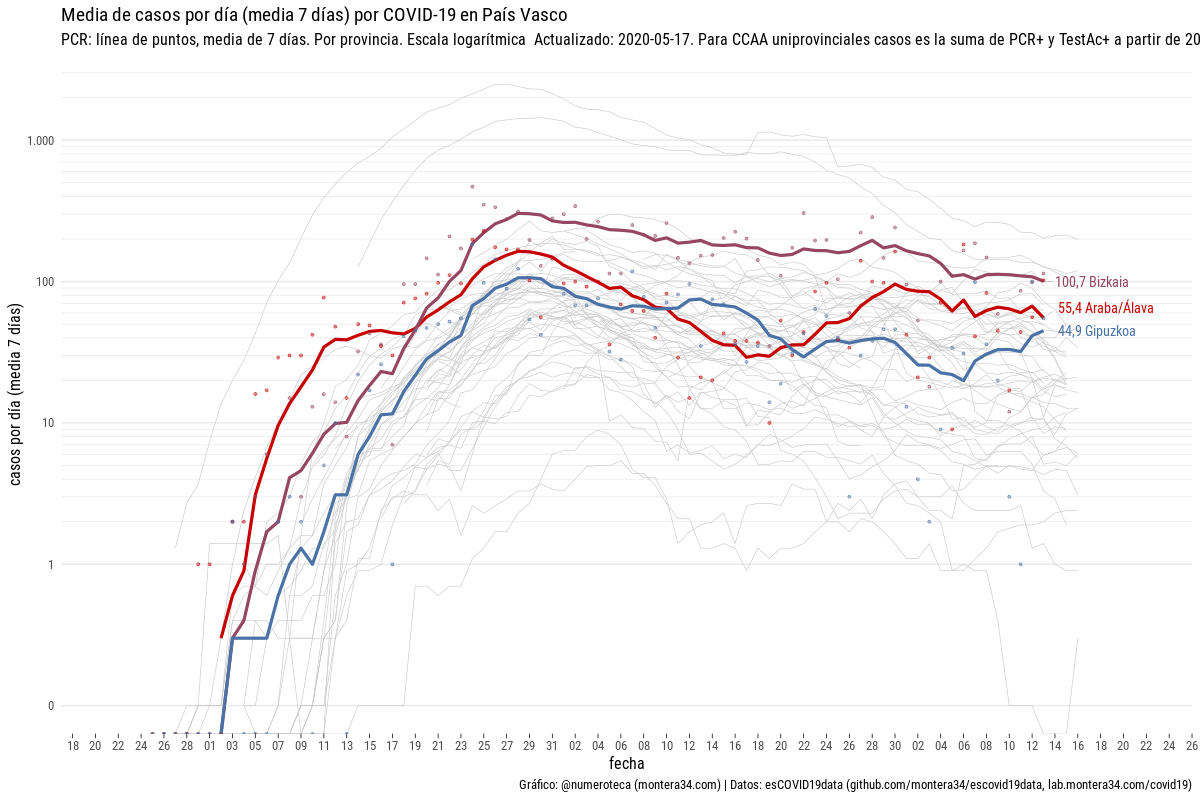 Media de casos por día (media 7 días) por COVID-19 en País Vasco
PCR: línea de puntos, media de 7 días. Por provincia. Escala logarítmica  Actualizado: 2020-05-17. Para CCAA uniprovinciales casos es la suma de PCR+ y TestAc+ a partir de 20
casos por día (media 7 días)
1.000
100
10
1
0
100,7 Bizkaia
55,4 Araba/Álava
44,9 Gipuzkoa
18 20 22 24 26 28 01 03 05 07 09 11 13 15 17 19 21 23 25 27 29 31 02 04 06 08 10 12 14 16 18 20 22 24 26 28 30 02 04 06 08 10 12 14 16 18 20 22 24 26
fecha
Gráfico: @numeroteca (montera34.com) | Datos: esCOVID19data (github.com/montera34/escovid19data, lab.montera34.com/covid19)